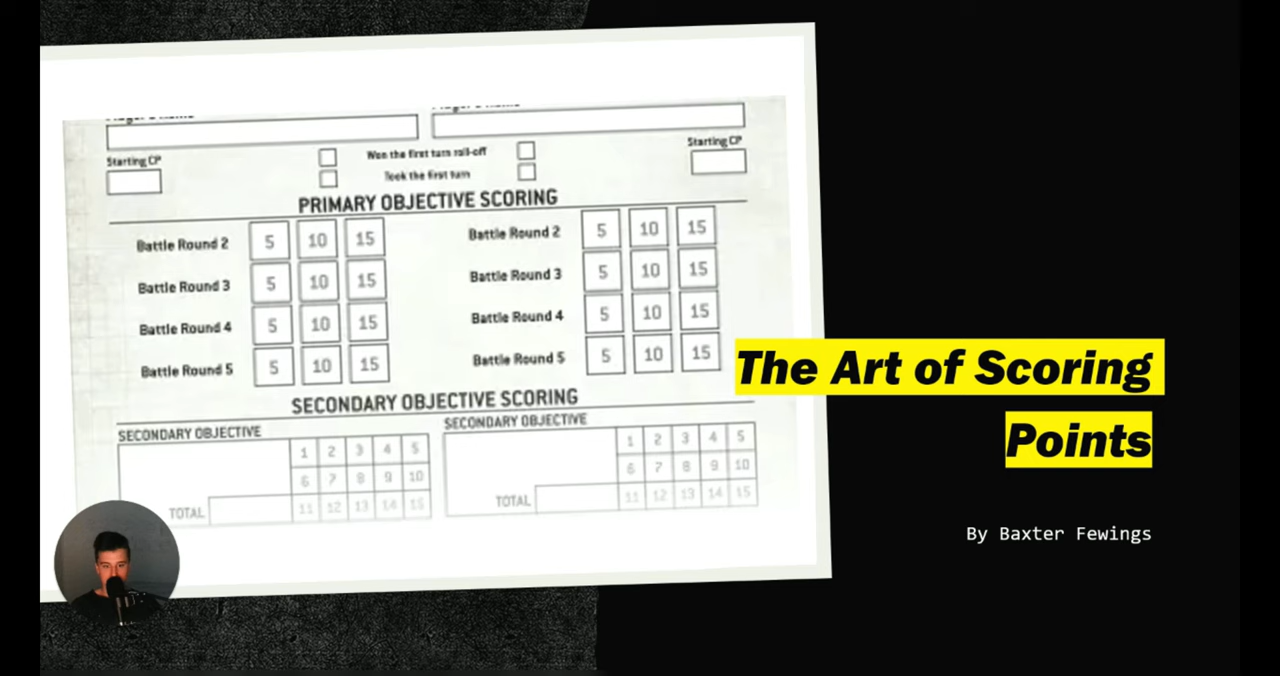 Starting CP
Won the first turn roll-off
Took the first turn
Starting CP
PRIMARY OBJECTIVE SCORING
Battle Round 2 5 10 15
Battle Round 3 5 10 15
Battle Round 4 5 10 15
Battle Round 5 5 10 15
Battle Round 2 5 10 15
Battle Round 3 5 10 15
Battle Round 4 5 10 15
Battle Round 5 5 10 15
SECONDARY OBJECTIVE SCORING
SECONDARY OBJECTIVE
1 2 3 4 5
6 7 8 9 10
TOTAL 11 12 13 14 15
SECONDARY OBJECTIVE
1 2 3 4 5
6 7 8 9 10
TOTAL 11 12 13 14 15
The Art of Scoring
Points
By Baxter Fewings